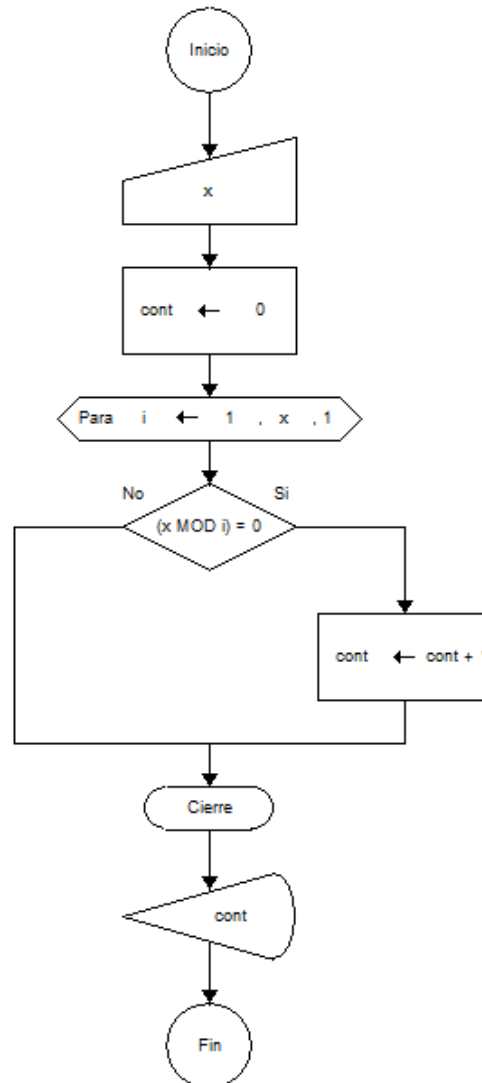 Inicio
x
cont ← 0
Para i ← 1 , x , 1
No
Si
(x MOD i) = 0
cont ← cont +
Cierre
cont
Fin